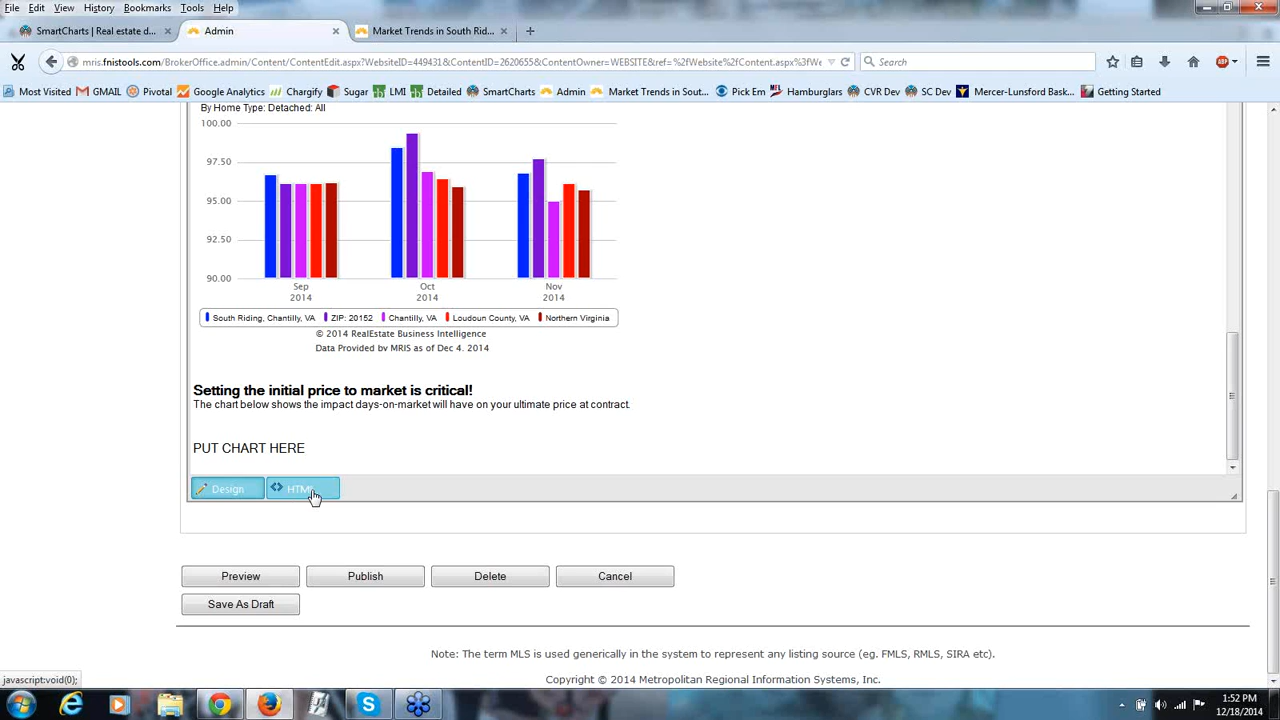 File Edit View History Bookmarks Tools Help
SmartCharts | Real estate d... × Admin × Market Trends in South Rid... × +
mris.fnistools.com/BrokerOffice.admin/Content/ContentEdit.aspx?WebsiteID=449431&ContentID=2620655&ContentOwner=WEBSITE&ref=%2fWebsite%2fContent.aspx%3fWe Search
Most Visited GMAIL Pivotal Google Analytics Chargify Sugar LMI Detailed SmartCharts Admin Market Trends in Sout... Pick Em Hamburglars CVR Dev SC Dev Mercer-Lunsford Bask... Getting Started
By Home Type: Detached: All
100.00
97.50
95.00
92.50
90.00
Sep Oct Nov
2014 2014 2014
South Riding, Chantilly, VA ZIP: 20152 Chantilly, VA Loudoun County, VA Northern Virginia
© 2014 RealEstate Business Intelligence
Data Provided by MRIS as of Dec 4, 2014
Setting the initial price to market is critical!
The chart below shows the impact days-on-market will have on your ultimate price at contract.
PUT CHART HERE
Design HTML
Preview Publish Delete Cancel
Save As Draft
Note: The term MLS is used generically in the system to represent any listing source (eg. FMLS, RMLS, SIRA etc).
Copyright © 2014 Metropolitan Regional Information Systems, Inc.
javascript:void(0);
1:52 PM
12/18/2014